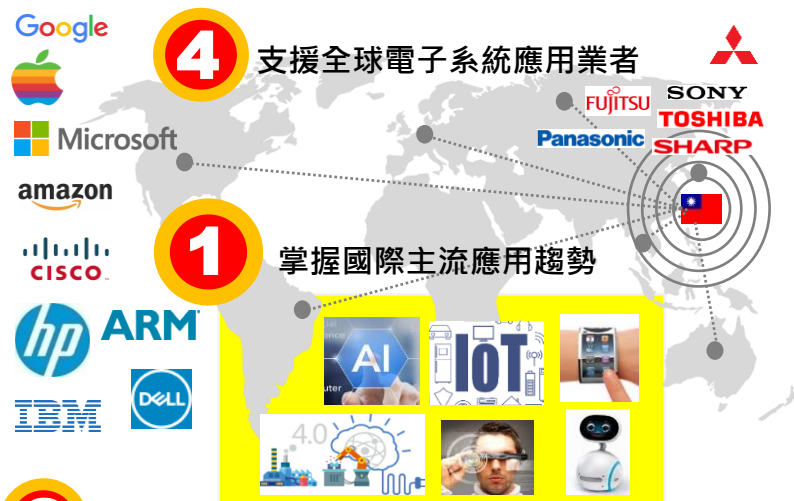 Google
4
支援全球電子系統應用業者
FUJITSU
SONY
TOSHIBA
Panasonic
SHARP
Microsoft
amazon
CISCO
1
掌握國際主流應用趨勢
hp
ARM
AI
uter
IoT
IBM
DELL
4.0